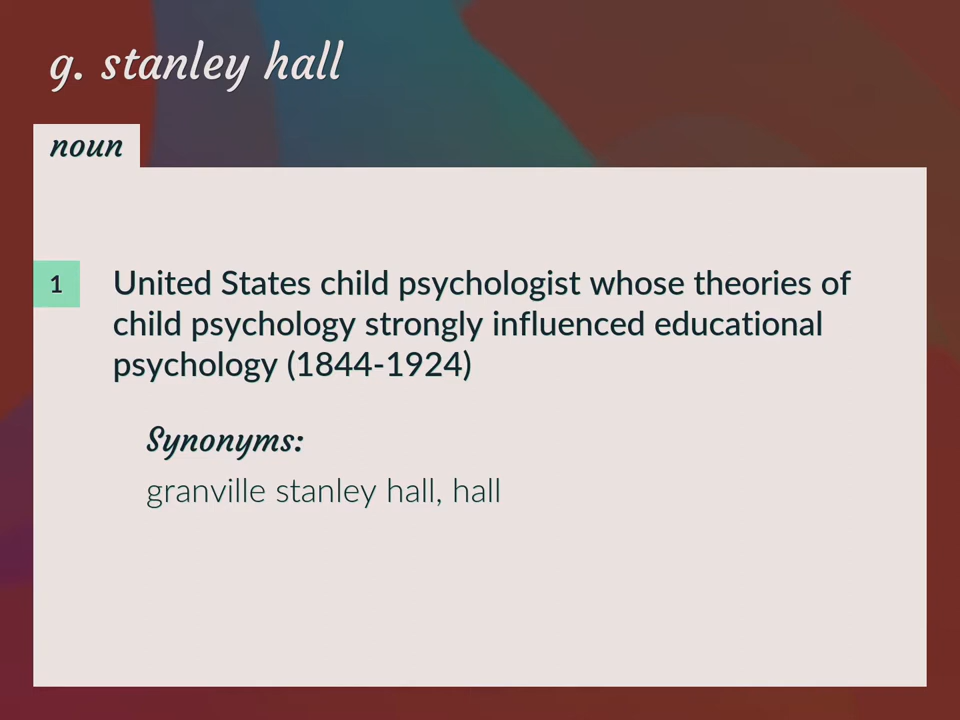 g. stanley hall
noun
1
United States child psychologist whose theories of
child psychology strongly influenced educational
psychology (1844-1924)
Synonyms:
granville stanley hall, hall